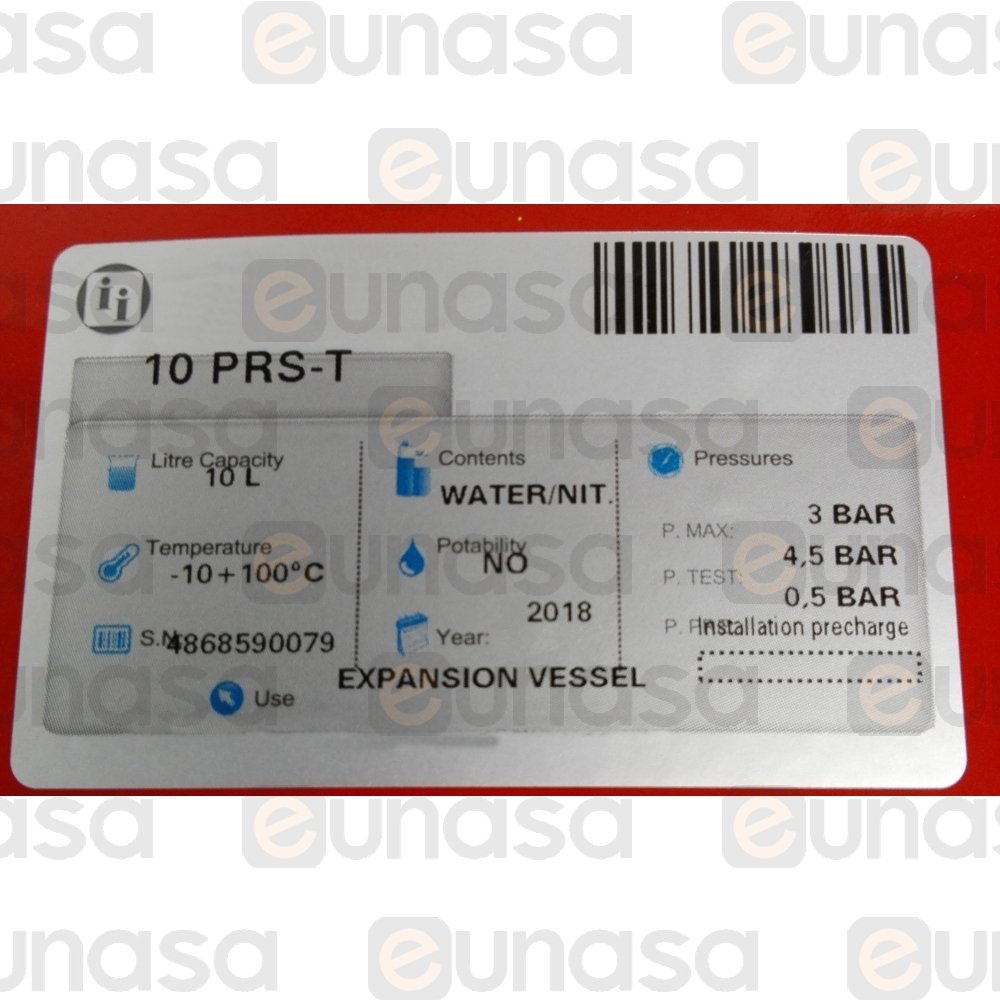 eunasa
10 PRS-T
Litre Capacity
10 L
Temperature
-10+100°C
S.N.
4868590079
Use
EXPANSION VESSEL
Contents
WATER/NIT.
Potability
NO
Year:
2018
Pressures
P. MAX:
3 BAR
P. TEST:
4,5 BAR
0,5 BAR
Installation precharge